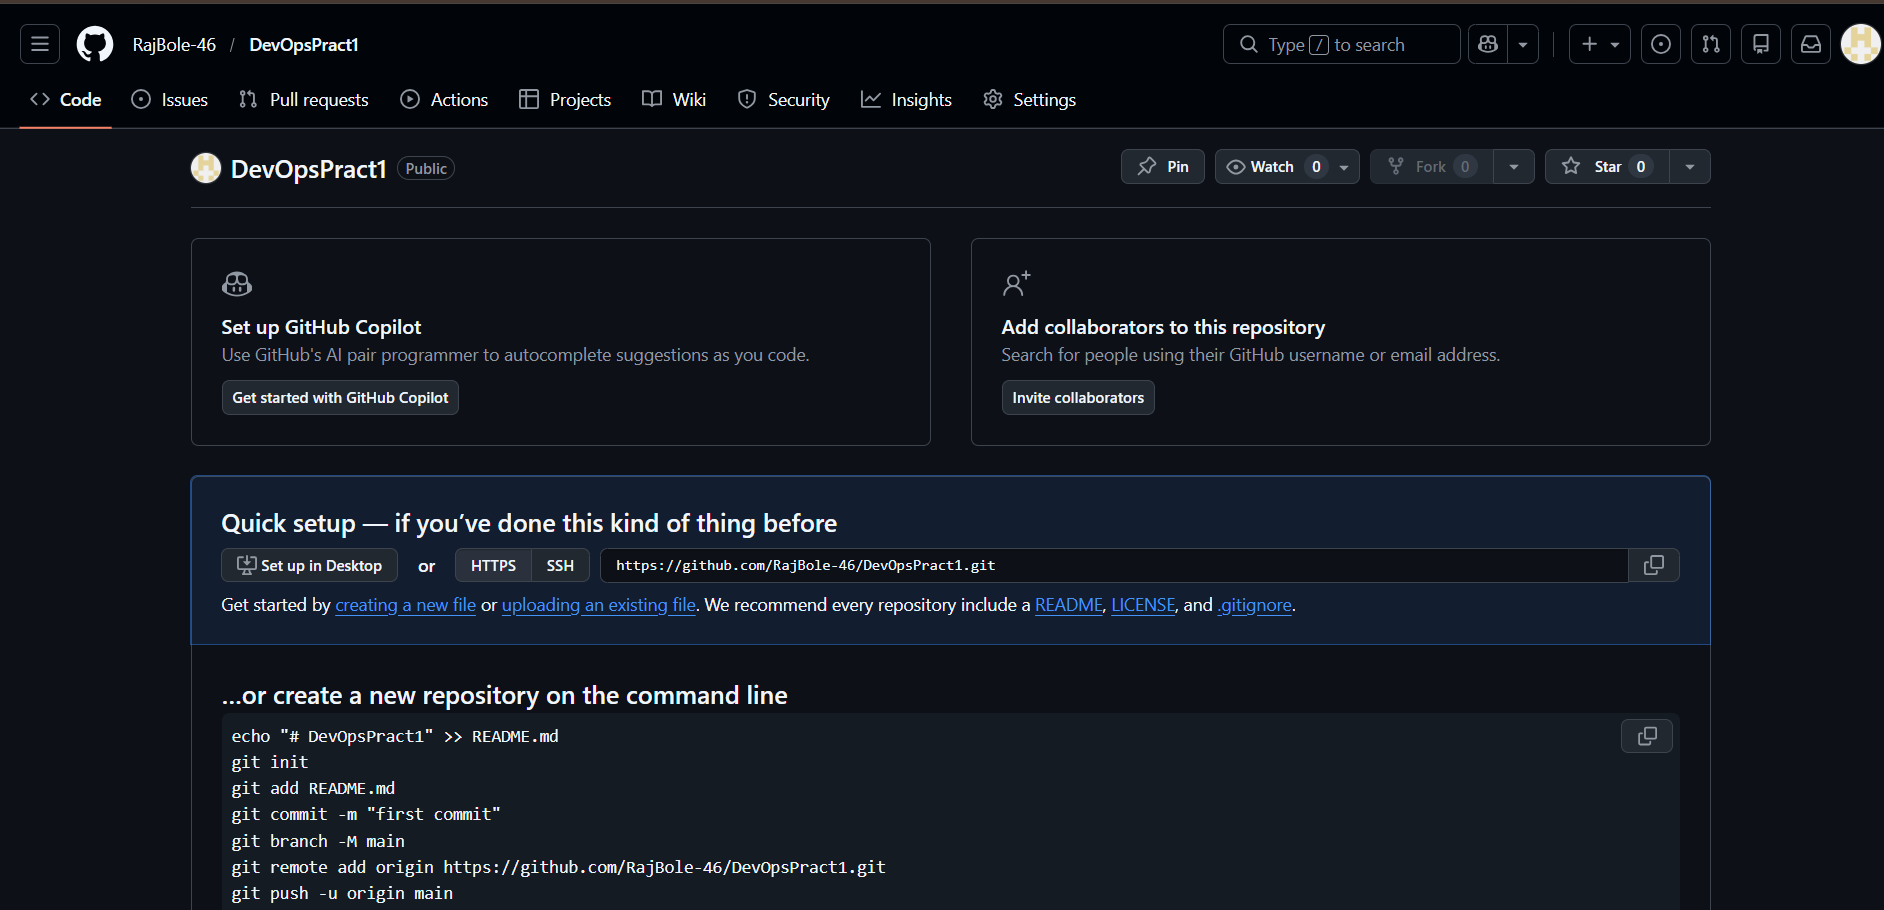 RajBole-46 / DevOpsPract1
Type / to search
Code Issues Pull requests Actions Projects Wiki Security Insights Settings
DevOpsPract1 Public
Pin Watch 0 Fork 0 Star 0
Set up GitHub Copilot
Use GitHub's AI pair programmer to autocomplete suggestions as you code.
Get started with GitHub Copilot
Add collaborators to this repository
Search for people using their GitHub username or email address.
Invite collaborators
Quick setup — if you’ve done this kind of thing before
Set up in Desktop or HTTPS SSH https://github.com/RajBole-46/DevOpsPract1.git
Get started by creating a new file or uploading an existing file. We recommend every repository include a README, LICENSE, and .gitignore.
…or create a new repository on the command line
echo "# DevOpsPract1" >> README.md
git init
git add README.md
git commit -m "first commit"
git branch -M main
git remote add origin https://github.com/RajBole-46/DevOpsPract1.git
git push -u origin main